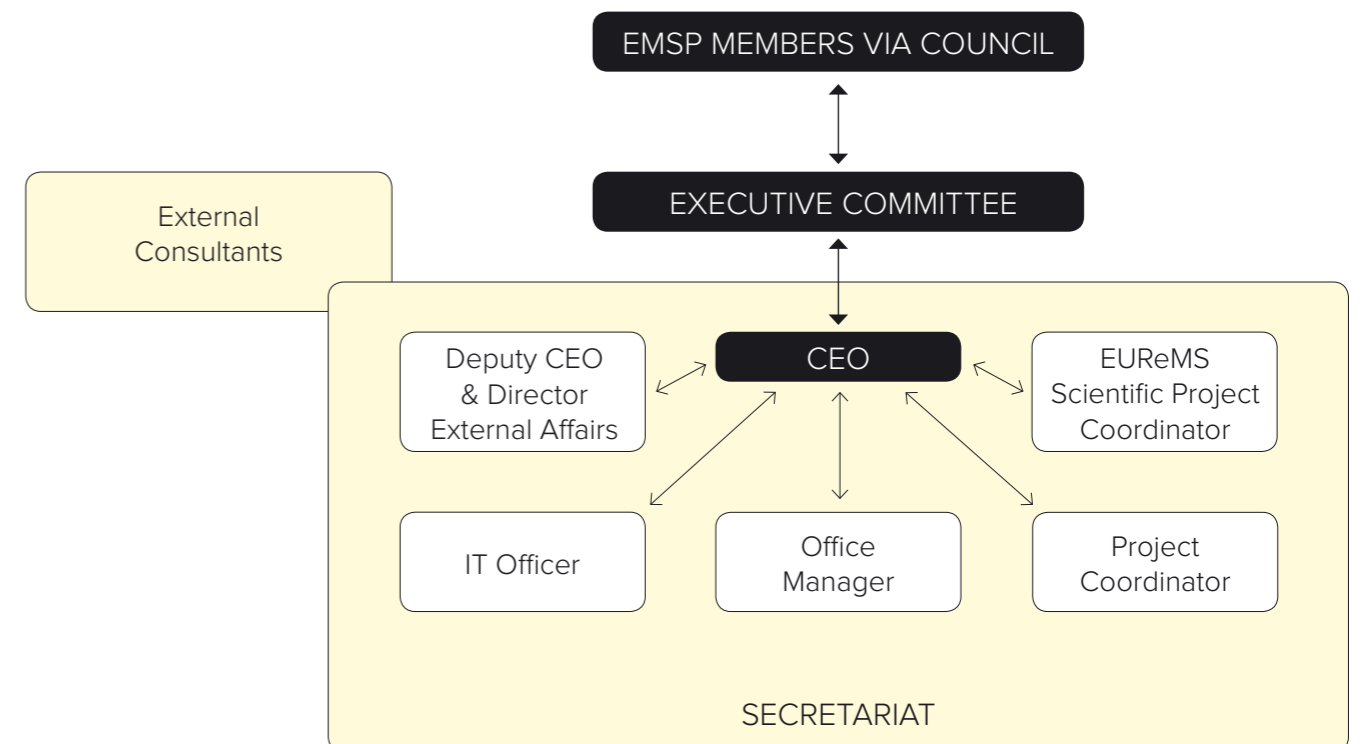 EMSP MEMBERS VIA COUNCIL
EXECUTIVE COMMITTEE
External
Consultants
CEO
Deputy CEO
& Director
External Affairs
EUReMS
Scientific Project
Coordinator
IT Officer
Office
Manager
Project
Coordinator
SECRETARIAT